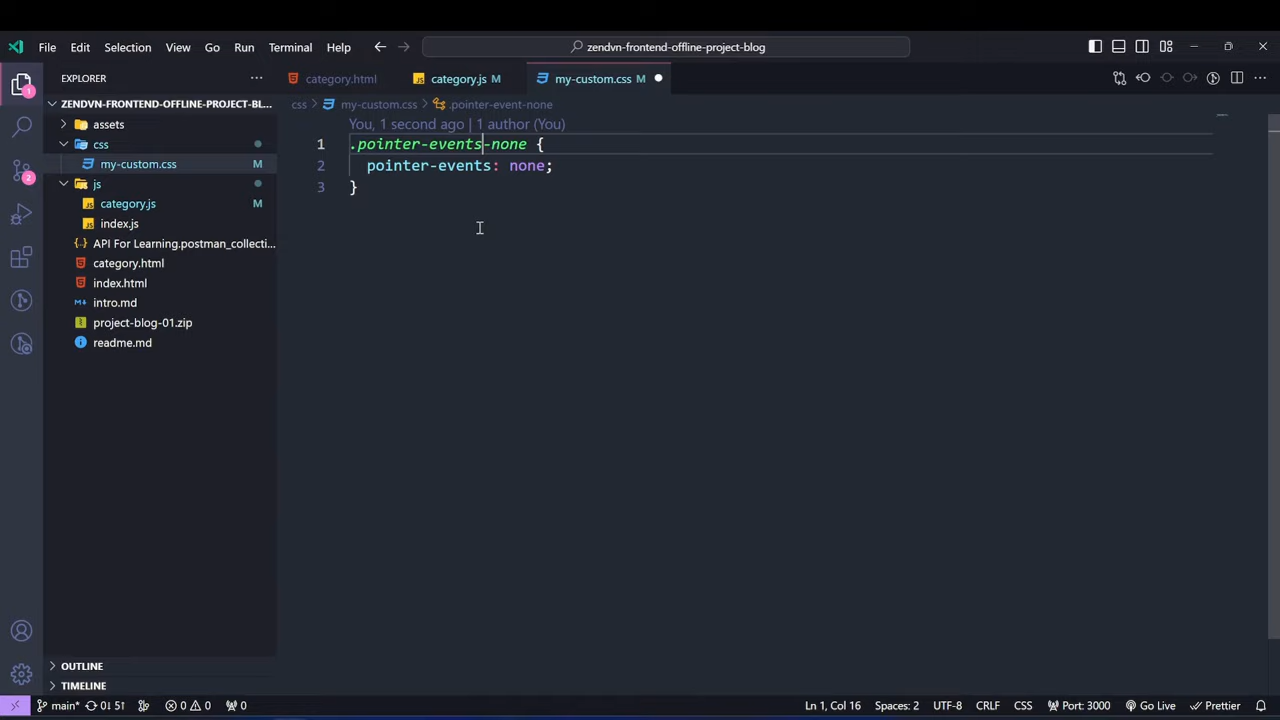 File Edit Selection View Go Run Terminal Help zendvn-frontend-offline-project-blog
EXPLORER category.html category.js M my-custom.css M
ZENDVN-FRONTEND-OFFLINE-PROJECT-BL... css my-custom.css .pointer-event-none
assets
css
my-custom.css M
js
category.js M
index.js
API For Learning.postman_collecti...
category.html
index.html
intro.md
project-blog-01.zip
readme.md
You, 1 second ago | 1 author (You)
1 .pointer-events-none {
2 pointer-events: none;
3 }
1
2
OUTLINE
TIMELINE
main* 0↓ 5↑ 0 0 0 Ln 1, Col 16 Spaces: 2 UTF-8 CRLF CSS Port: 3000 Go Live Prettier